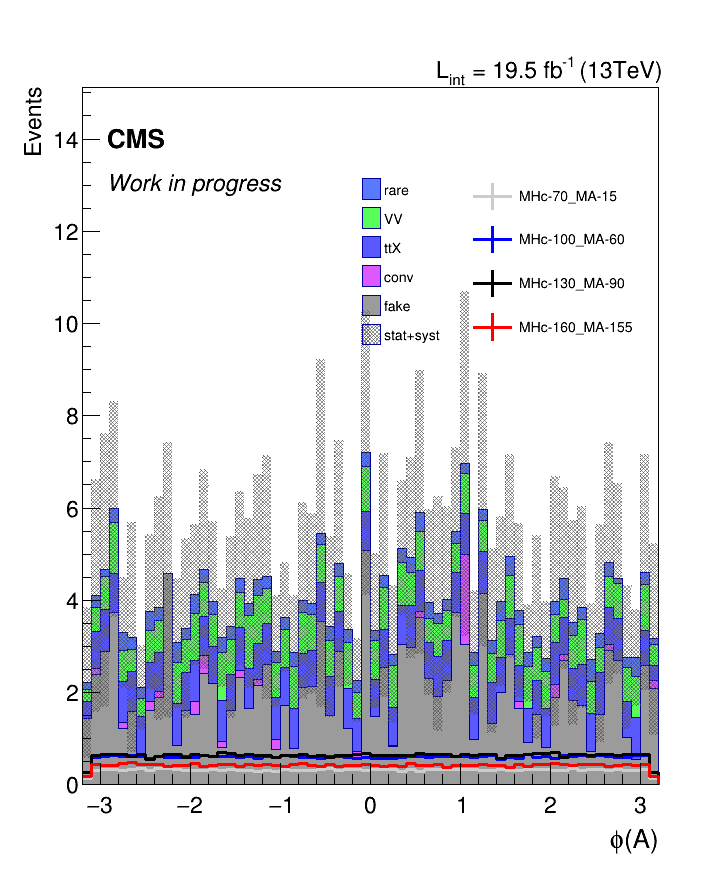 L_int = 19.5 fb^-1 (13TeV)
Events
CMS
Work in progress
rare
VV
ttX
conv
fake
stat+syst
MHc-70_MA-15
MHc-100_MA-60
MHc-130_MA-90
MHc-160_MA-155
14
12
10
8
6
4
2
0
−3 −2 −1 0 1 2 3
ϕ(A)